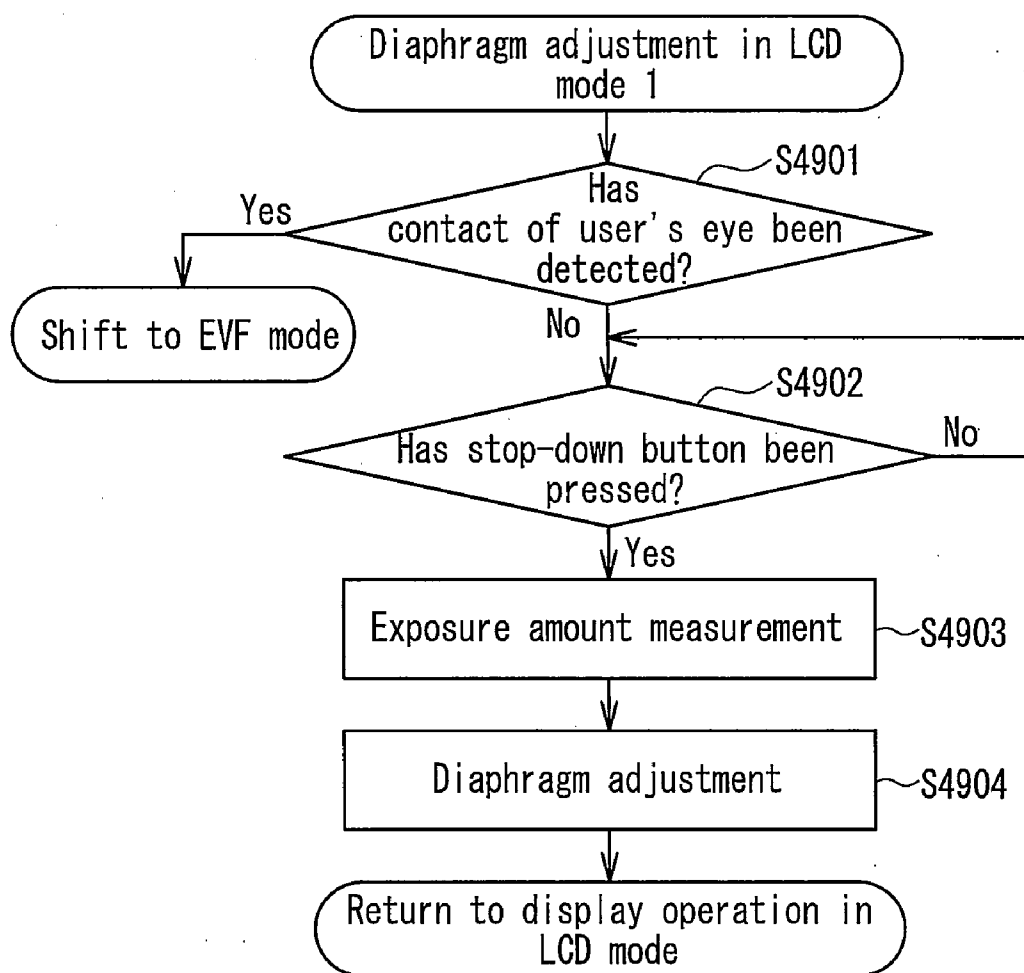 Diaphragm adjustment in LCD
mode 1
S4901
Has
contact of user's eye been
detected?
Yes
Shift to EVF mode
No
S4902
Has stop-down button been
pressed?
No
Yes
Exposure amount measurement
S4903
Diaphragm adjustment
S4904
Return to display operation in
LCD mode